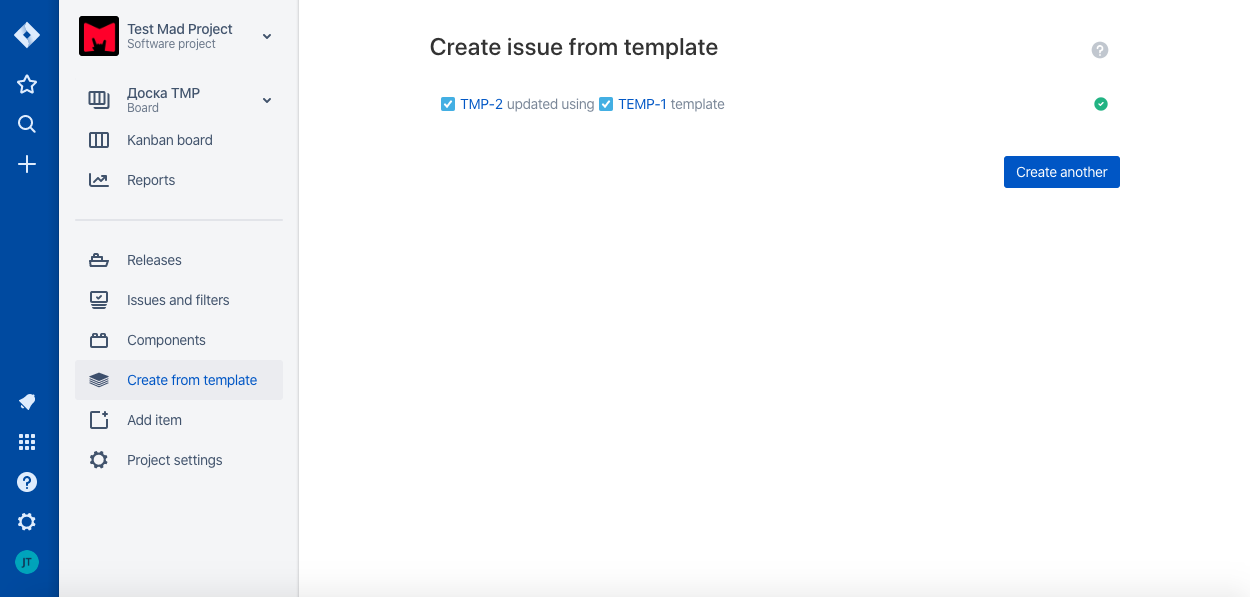 Test Mad Project
Software project
Доска TMP
Board
Kanban board
Reports
Releases
Issues and filters
Components
Create from template
Add item
Project settings
JT
Create issue from template
TMP-2 updated using TEMP-1 template
Create another